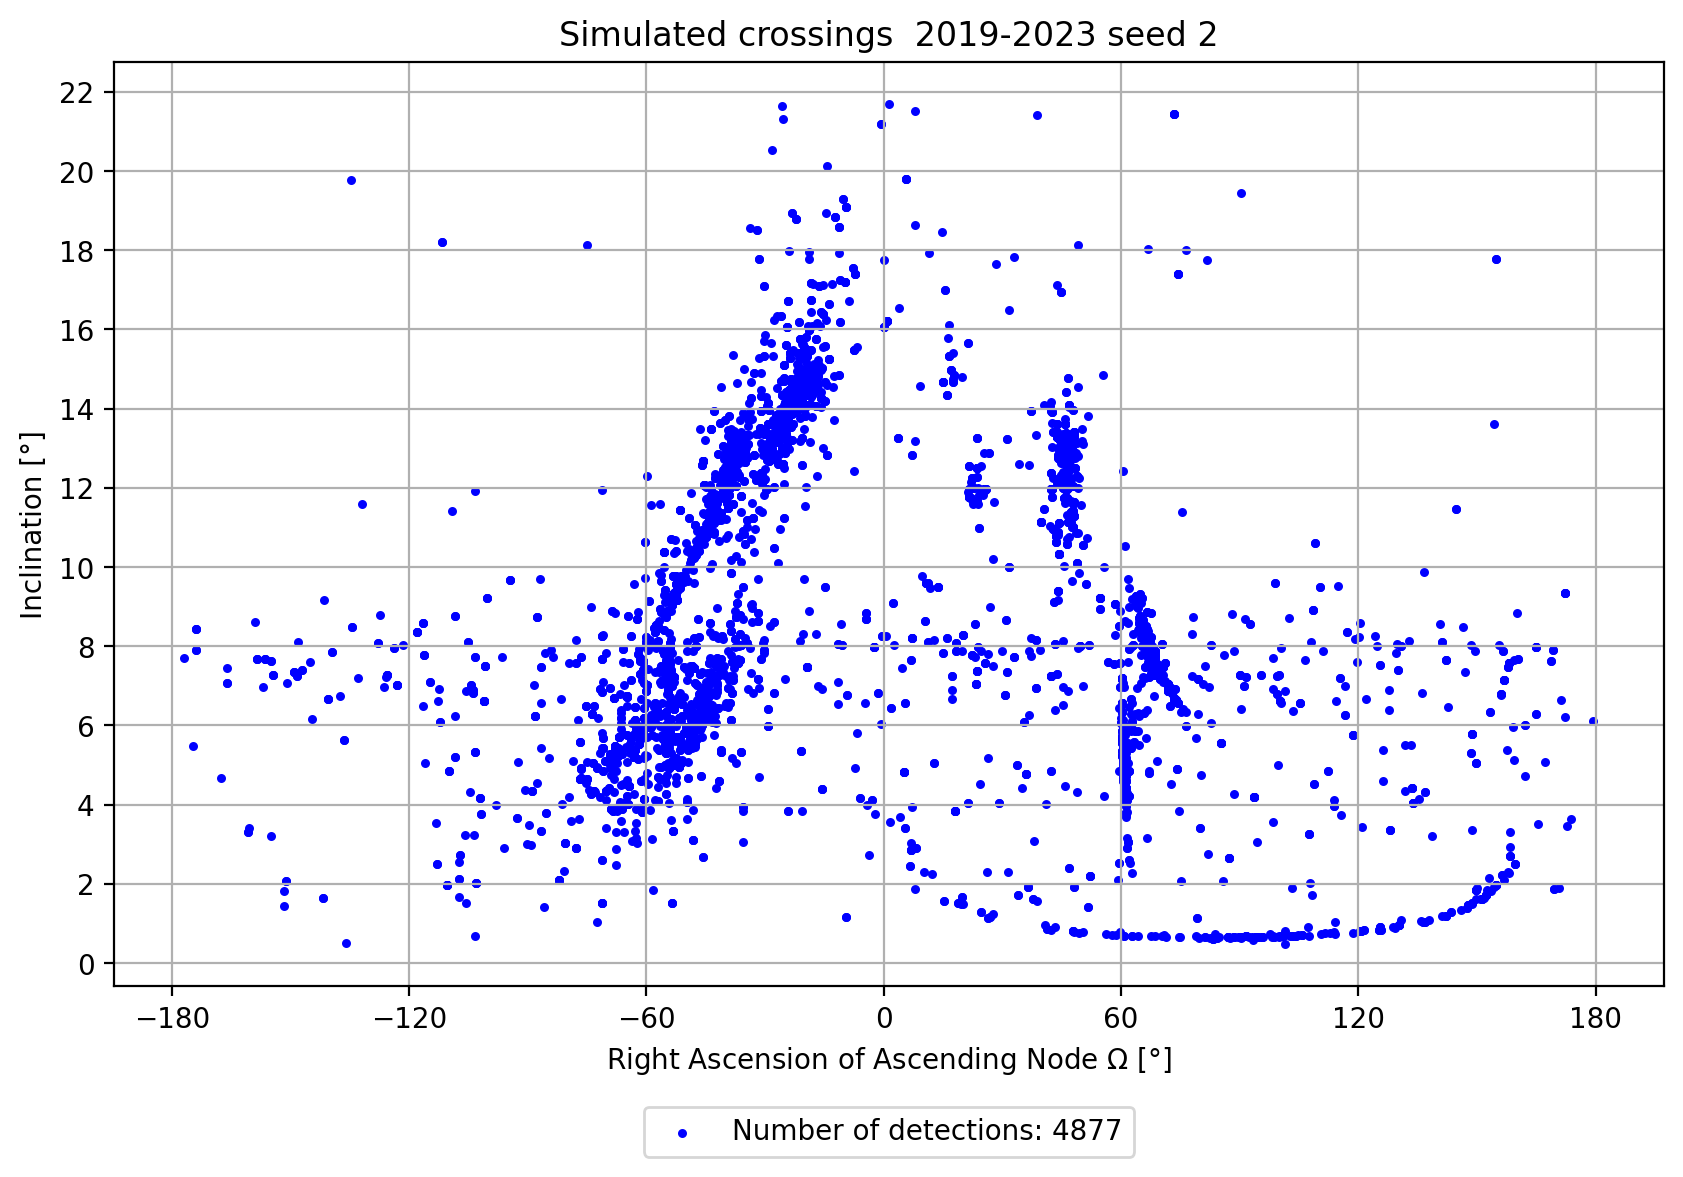 Simulated crossings  2019-2023 seed 2
22
20
18
16
14
12
10
8
6
4
2
0
Inclination [°]
−180 −120 −60 0 60 120 180
Right Ascension of Ascending Node Ω [°]
Number of detections: 4877